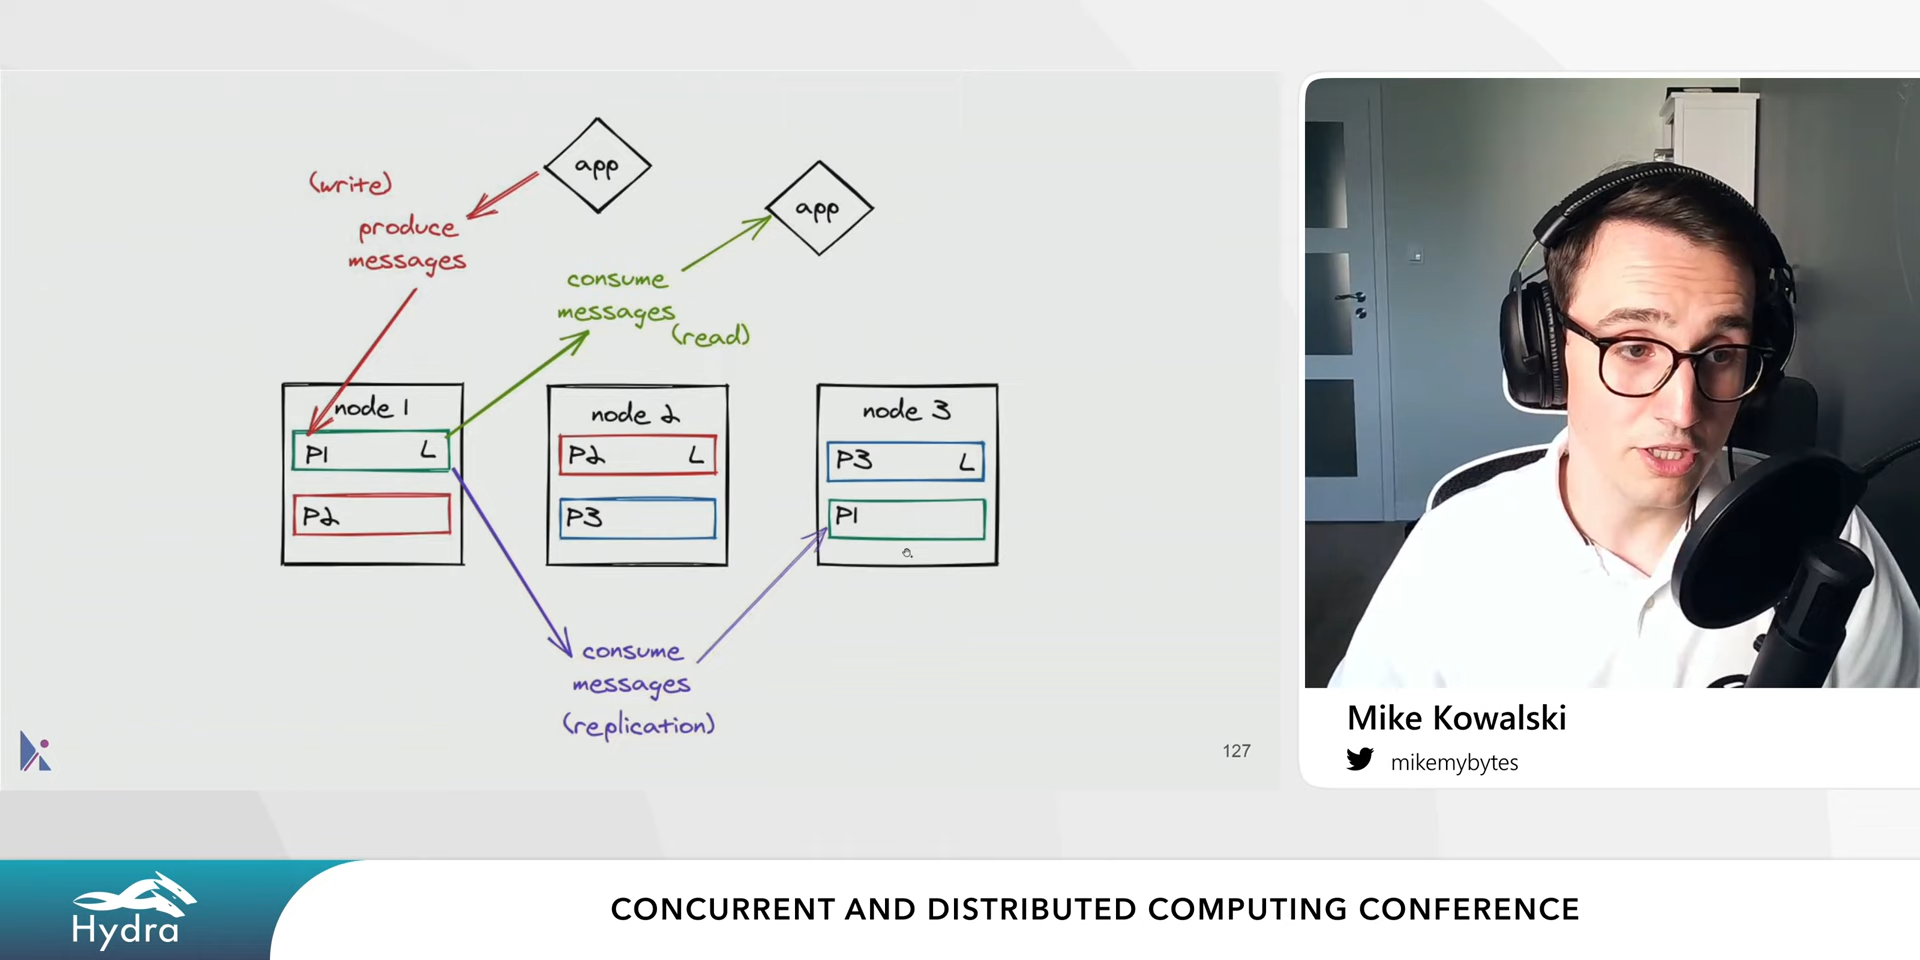 app
(write)
produce
messages
app
consume
messages
(read)
node 1
P1 L
P2
node 2
P2 L
P3
node 3
P3 L
P1
consume
messages
(replication)
127
Mike Kowalski
mikemybytes
Hydra
CONCURRENT AND DISTRIBUTED COMPUTING CONFERENCE